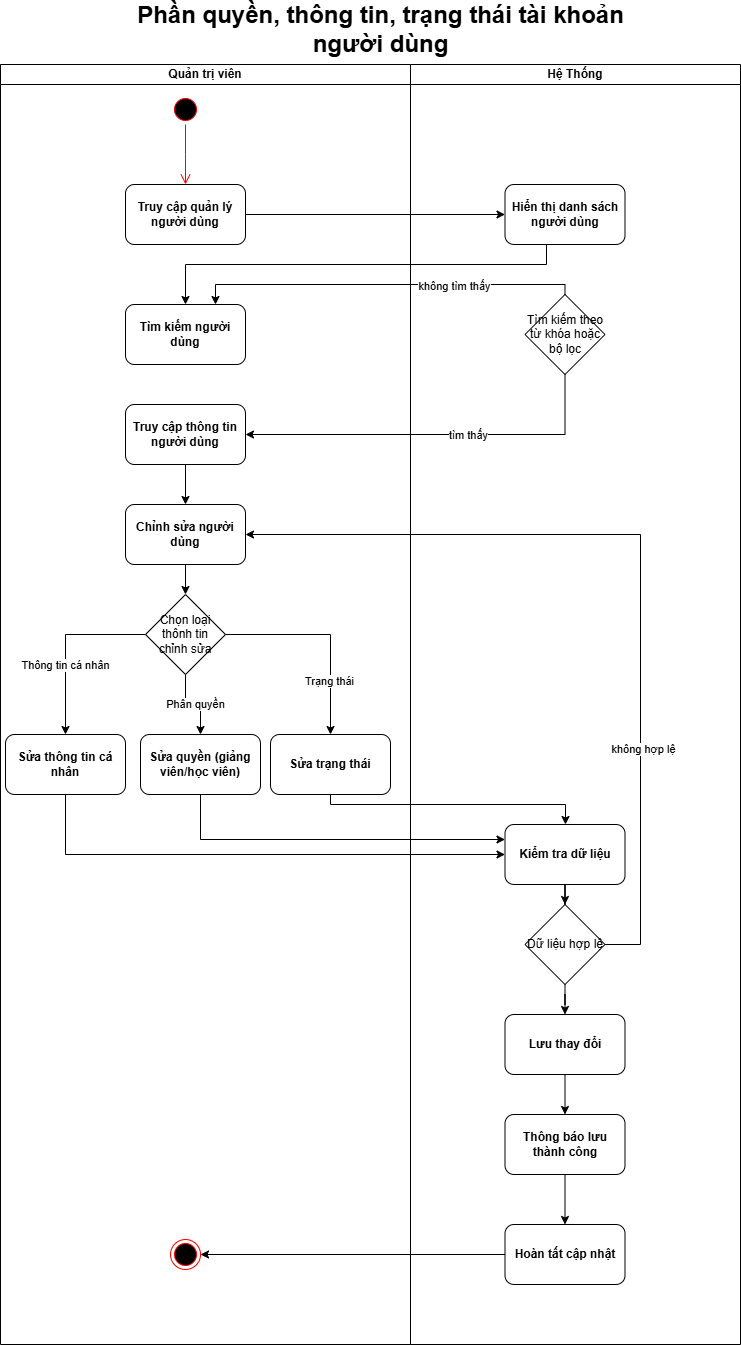 Phần quyền, thông tin, trạng thái tài khoản
người dùng
Quản trị viên
Hệ Thống
Truy cập quản lý
người dùng
Hiển thị danh sách
người dùng
không tìm thấy
Tìm kiếm người
dùng
Tìm kiếm theo
từ khóa hoặc
bộ lọc
Truy cập thông tin
người dùng
tìm thấy
Chỉnh sửa người
dùng
Chọn loại
thônh tin
chỉnh sửa
Thông tin cá nhân
Trạng thái
Phân quyền
Sửa thông tin cá
nhân
Sửa quyền (giảng
viên/học viên)
Sửa trạng thái
không hợp lệ
Kiểm tra dữ liệu
Dữ liệu hợp lệ
Lưu thay đổi
Thông báo lưu
thành công
Hoàn tất cập nhật